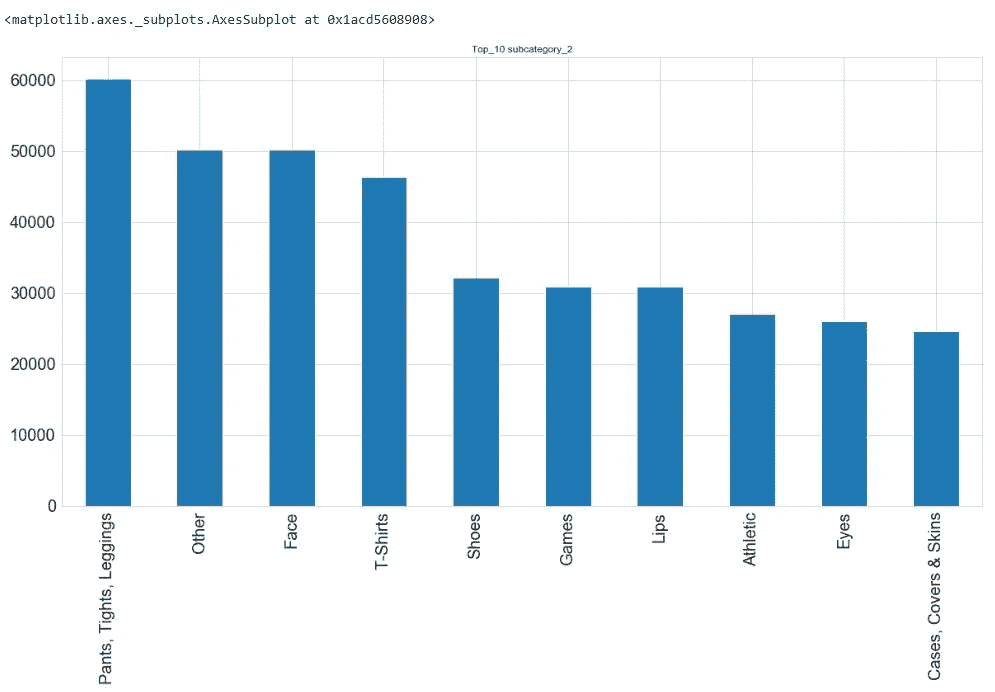 <matplotlib.axes._subplots.AxesSubplot at 0x1acd5608908>
Top_10 subcategory_2
60000
50000
40000
30000
20000
10000
0
Pants, Tights, Leggings
Other
Face
T-Shirts
Shoes
Games
Lips
Athletic
Eyes
Cases, Covers & Skins